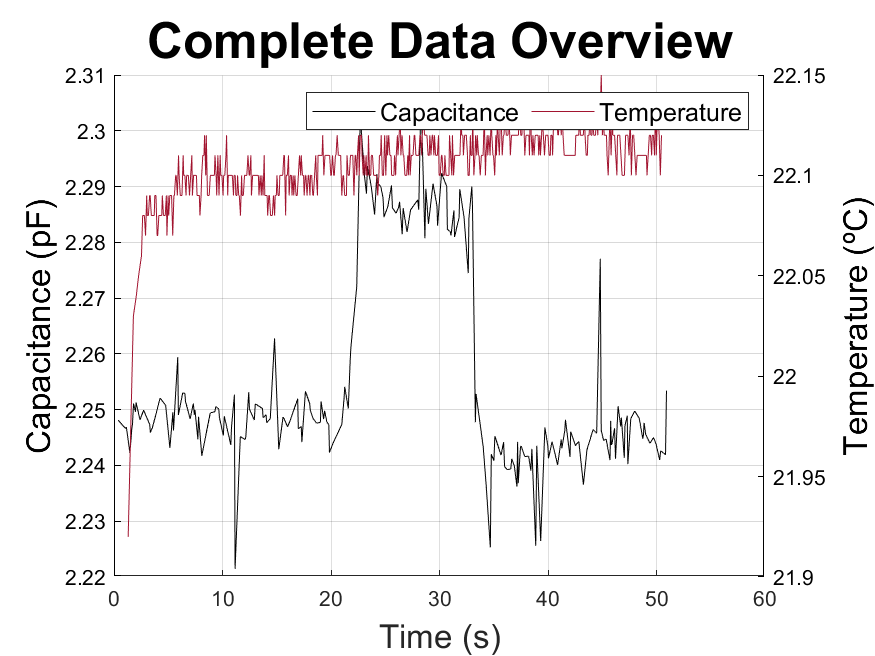 Complete Data Overview
Capacitance Temperature
2.31
2.3
2.29
2.28
2.27
2.26
2.25
2.24
2.23
2.22
Capacitance (pF)
22.15
22.1
22.05
22
21.95
21.9
Temperature (ºC)
0 10 20 30 40 50 60
Time (s)